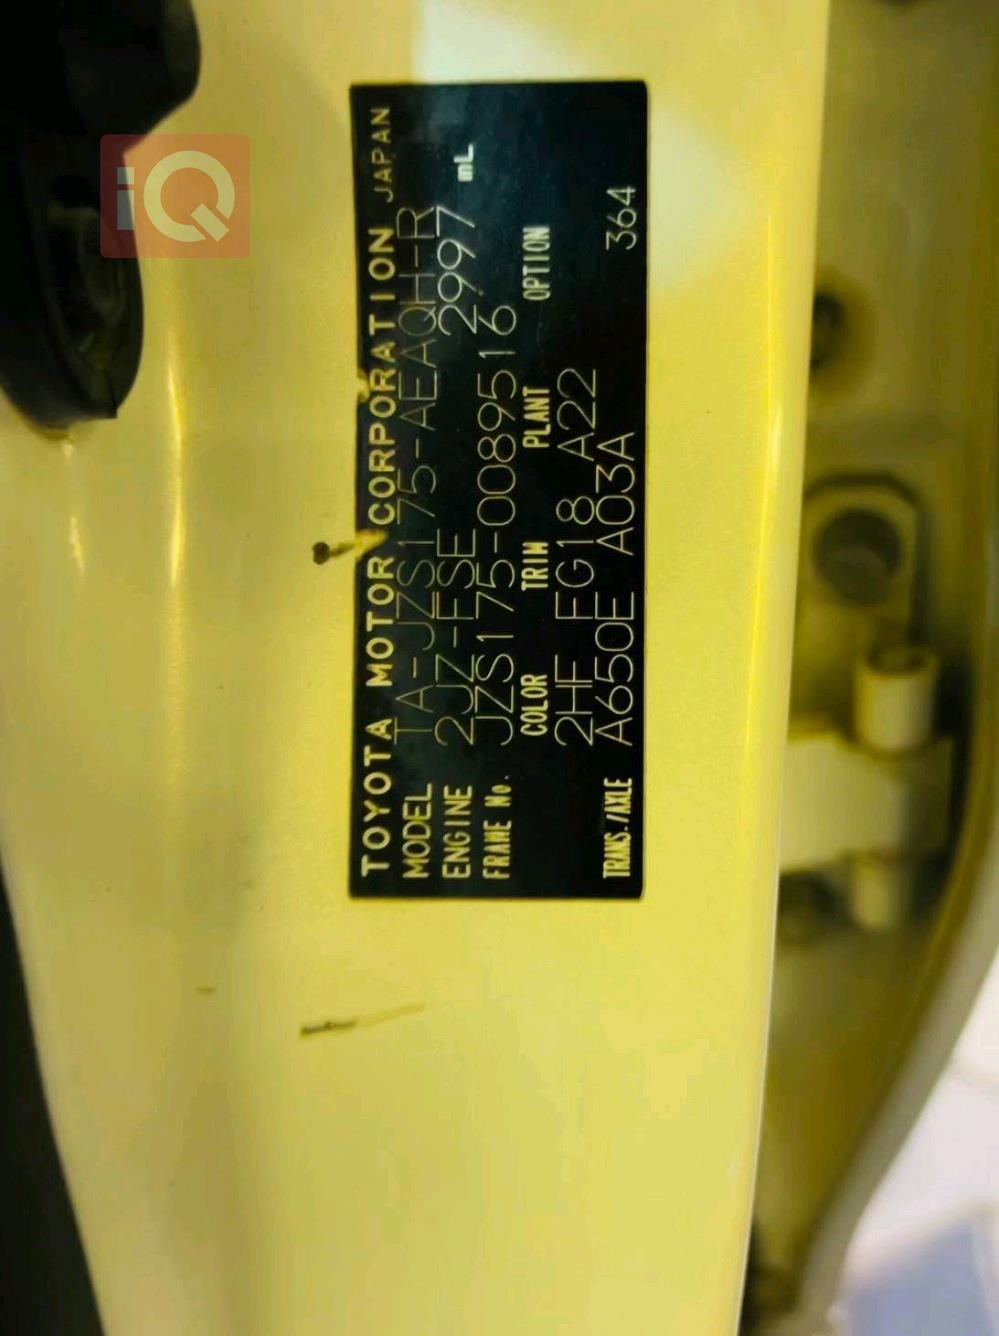 iQ
TOYOTA MOTOR CORPORATION JAPAN
MODEL TA-JZS175-AEAQH-R
ENGINE 2JZ-FSE 2997 mL
FRAME No. JZS175-0089516
COLOR TRIM PLANT OPTION
2HF FG18 A22
TRANS./AXLE A650E A03A 364